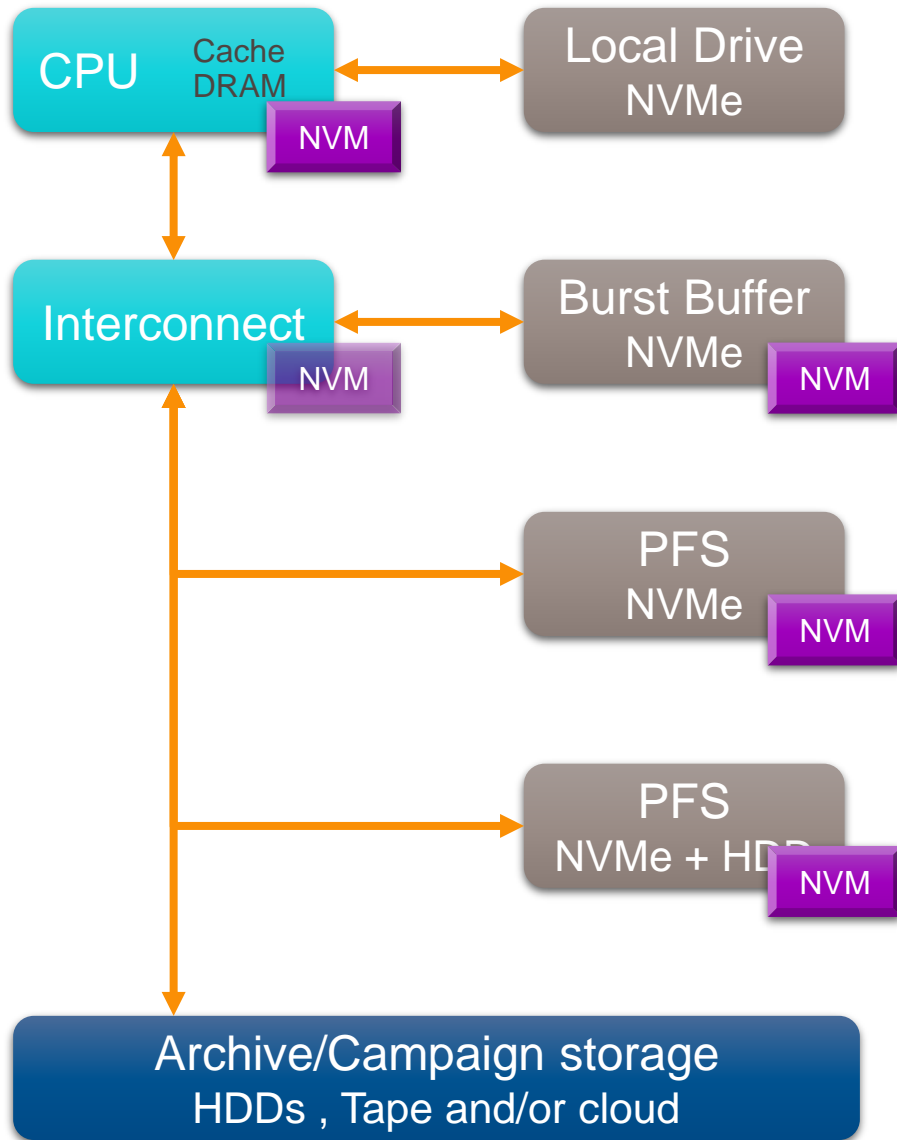 CPU
Cache
DRAM
NVM
Local Drive
NVMe
Interconnect
NVM
Burst Buffer
NVMe
NVM
PFS
NVMe
NVM
PFS
NVMe + HDD
NVM
Archive/Campaign storage
HDDs , Tape and/or cloud